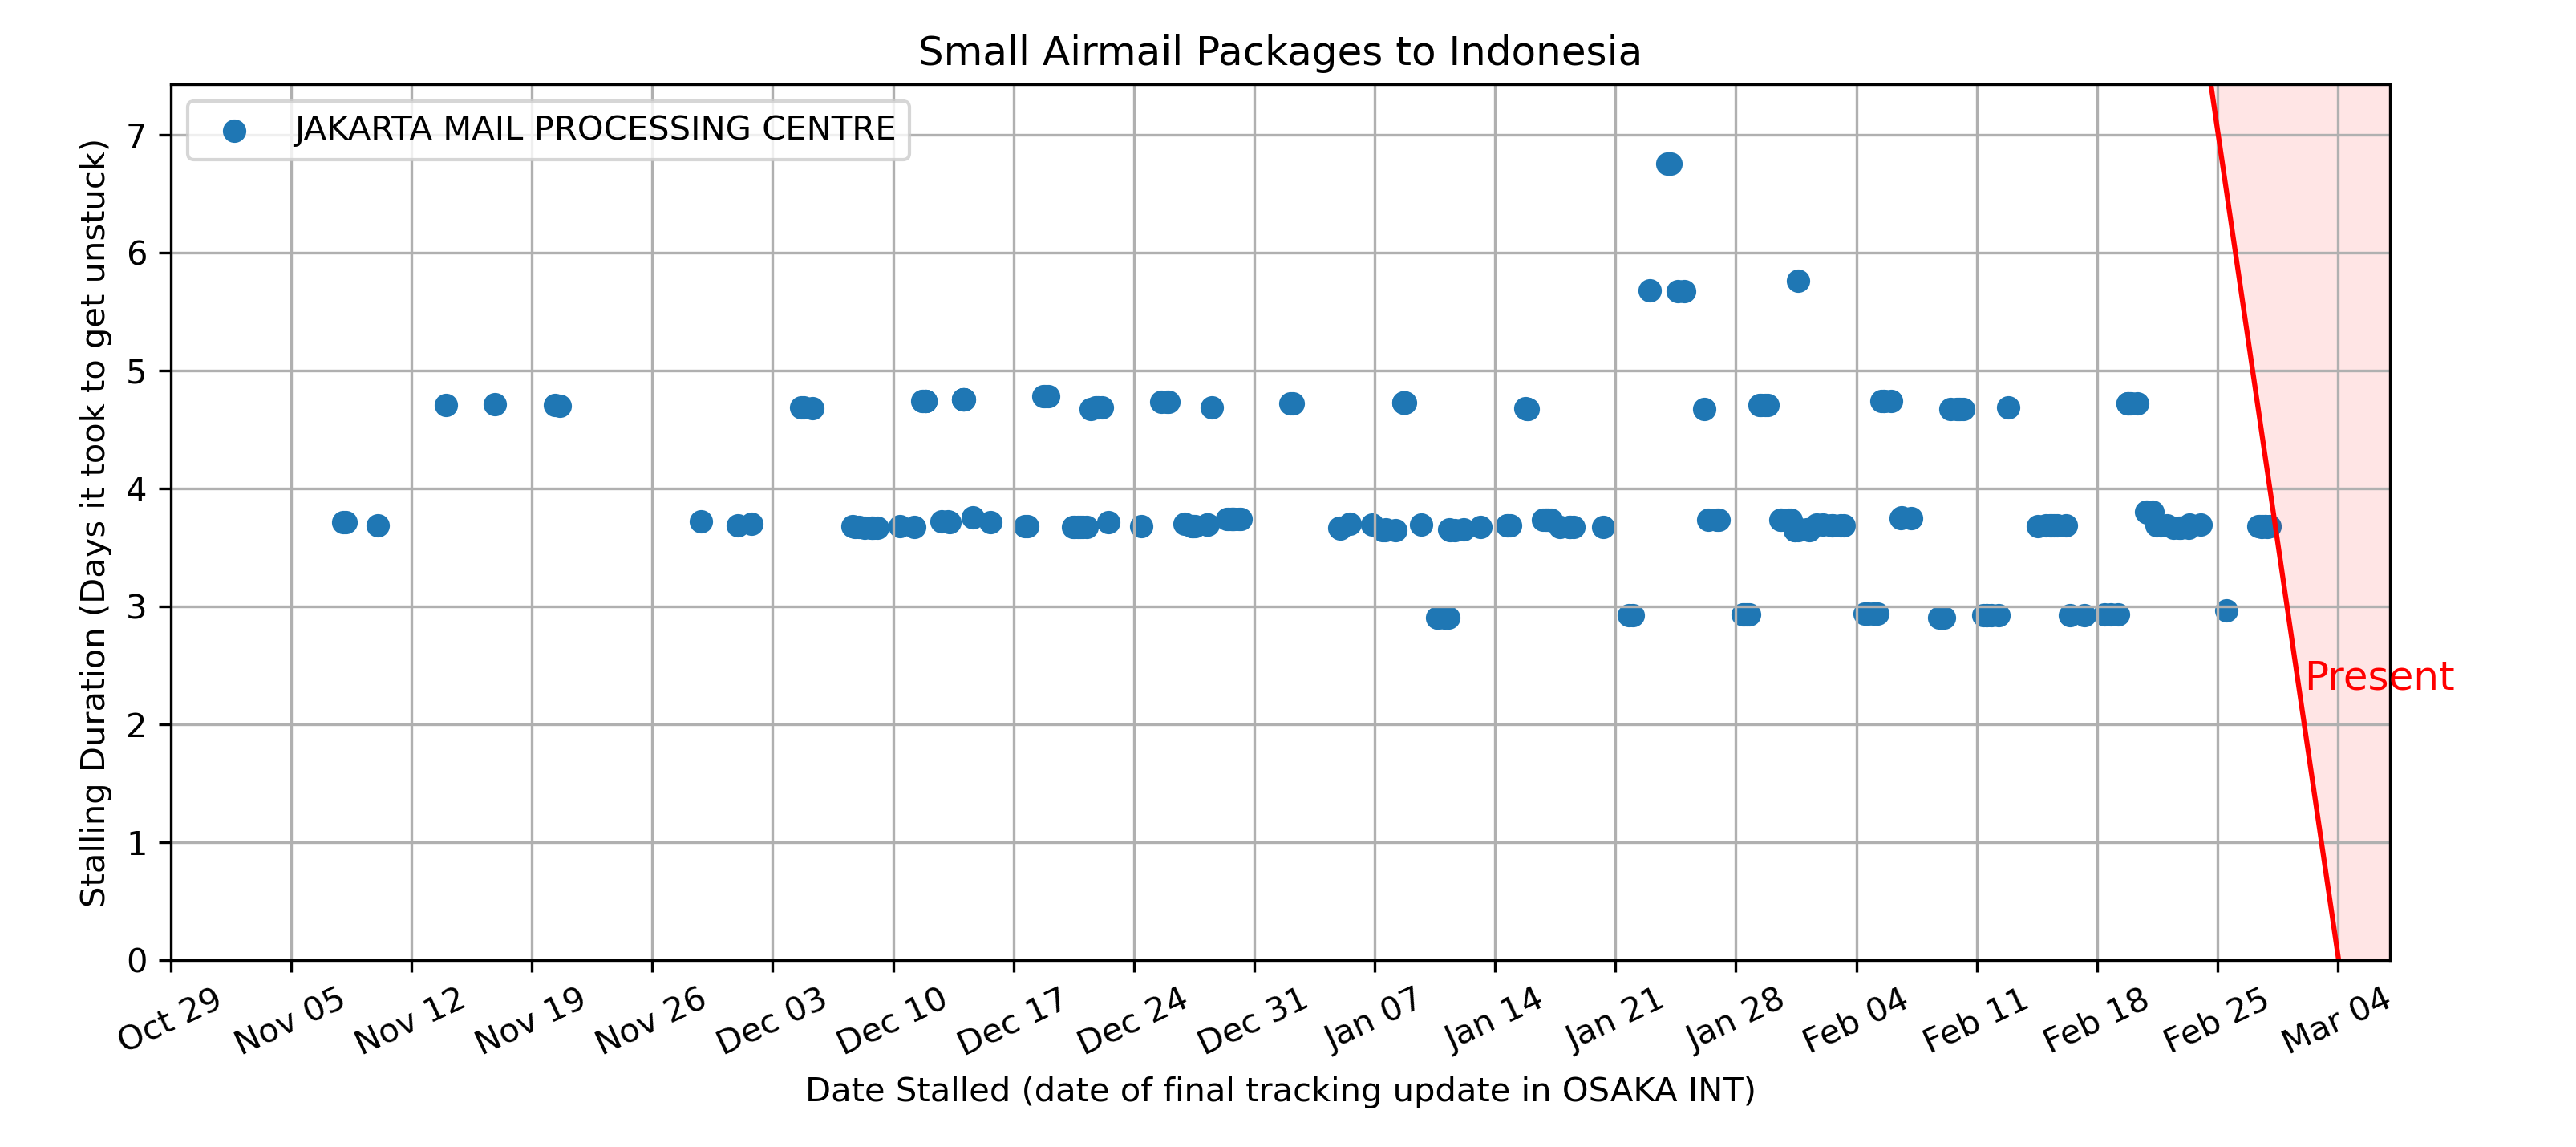 Small Airmail Packages to Indonesia
JAKARTA MAIL PROCESSING CENTRE
Stalling Duration (Days it took to get unstuck)
7
6
5
4
3
2
1
0
Present
Oct 29
Nov 05
Nov 12
Nov 19
Nov 26
Dec 03
Dec 10
Dec 17
Dec 24
Dec 31
Jan 07
Jan 14
Jan 21
Jan 28
Feb 04
Feb 11
Feb 18
Feb 25
Mar 04
Date Stalled (date of final tracking update in OSAKA INT)